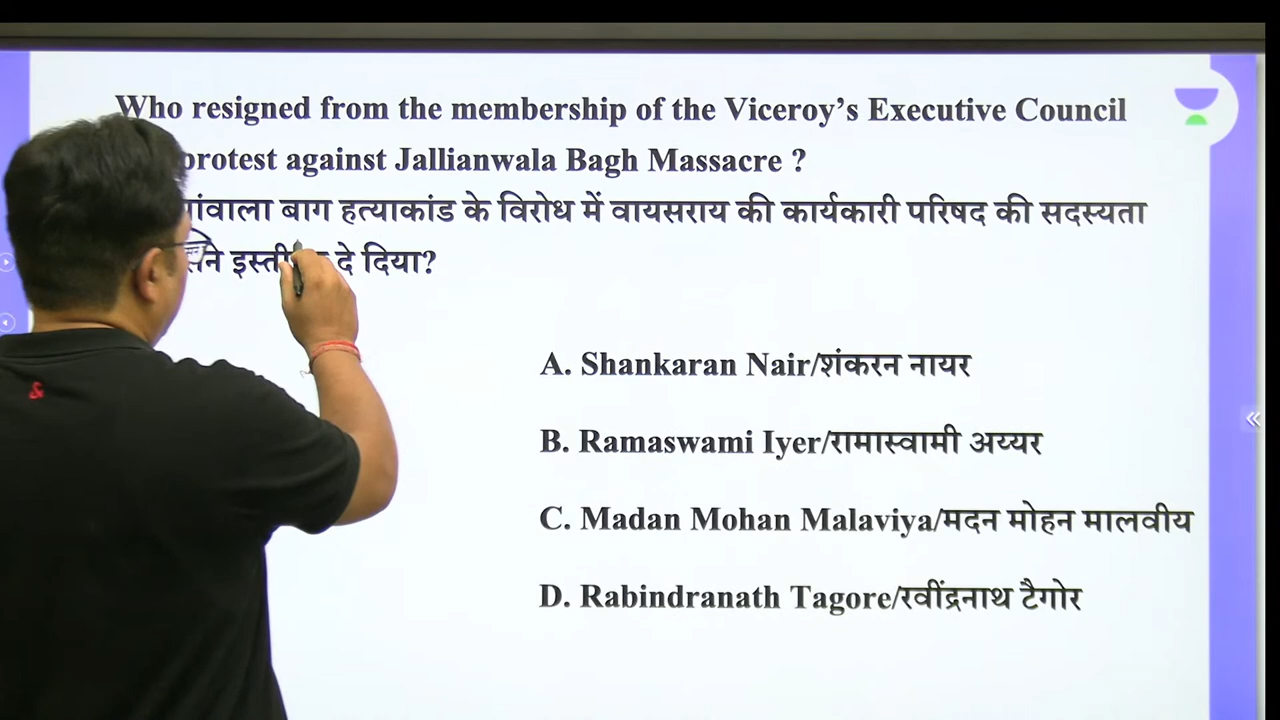 Who resigned from the membership of the Viceroy’s Executive Council
protest against Jallianwala Bagh Massacre ?
बाग हत्याकांड के विरोध में वायसराय की कार्यकारी परिषद की सदस्यता
दे दिया?
A. Shankaran Nair/शंकरन नायर
B. Ramaswami Iyer/रामास्वामी अय्यर
C. Madan Mohan Malaviya/मदन मोहन मालवीय
D. Rabindranath Tagore/रवींद्रनाथ टैगोर